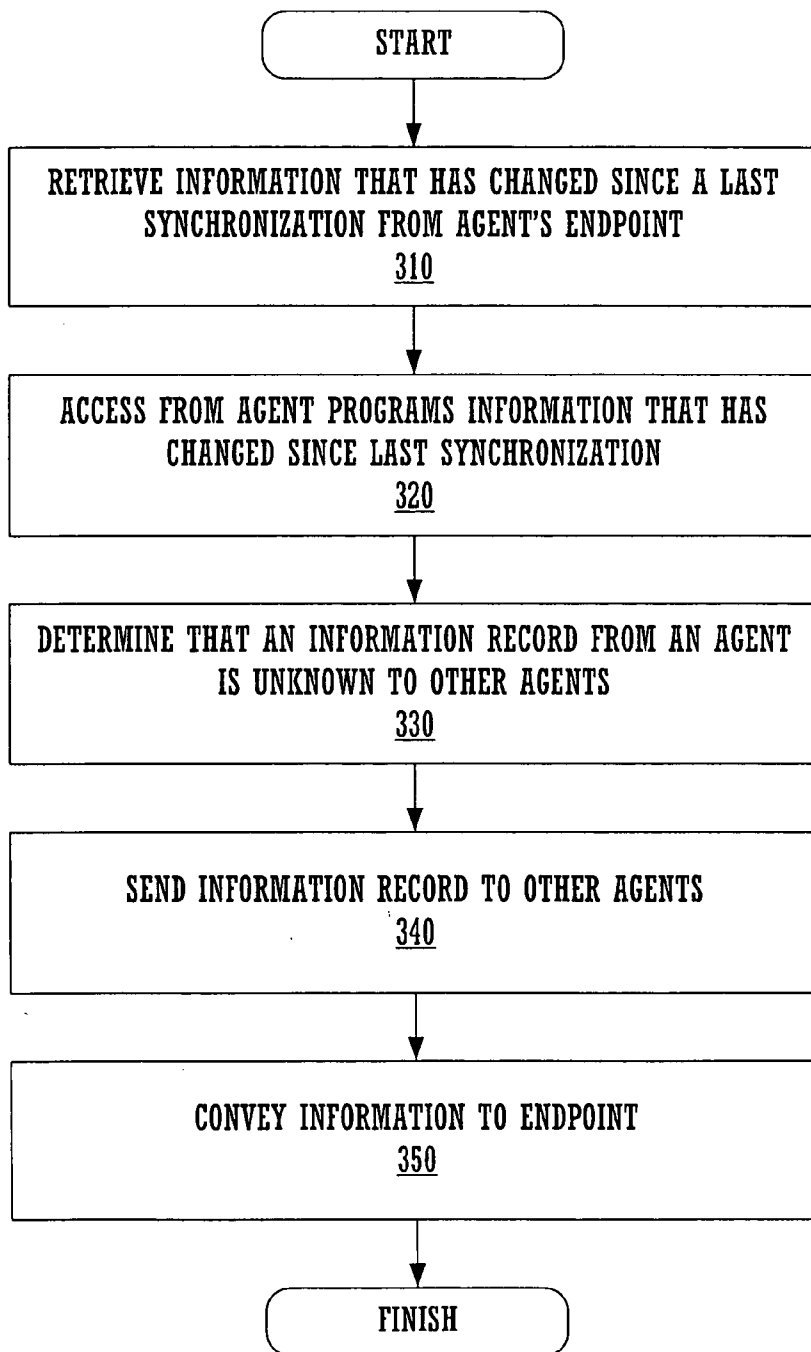 START
RETRIEVE INFORMATION THAT HAS CHANGED SINCE A LAST
SYNCHRONIZATION FROM AGENT'S ENDPOINT
310
ACCESS FROM AGENT PROGRAMS INFORMATION THAT HAS
CHANGED SINCE LAST SYNCHRONIZATION
320
DETERMINE THAT AN INFORMATION RECORD FROM AN AGENT
IS UNKNOWN TO OTHER AGENTS
330
SEND INFORMATION RECORD TO OTHER AGENTS
340
CONVEY INFORMATION TO ENDPOINT
350
FINISH